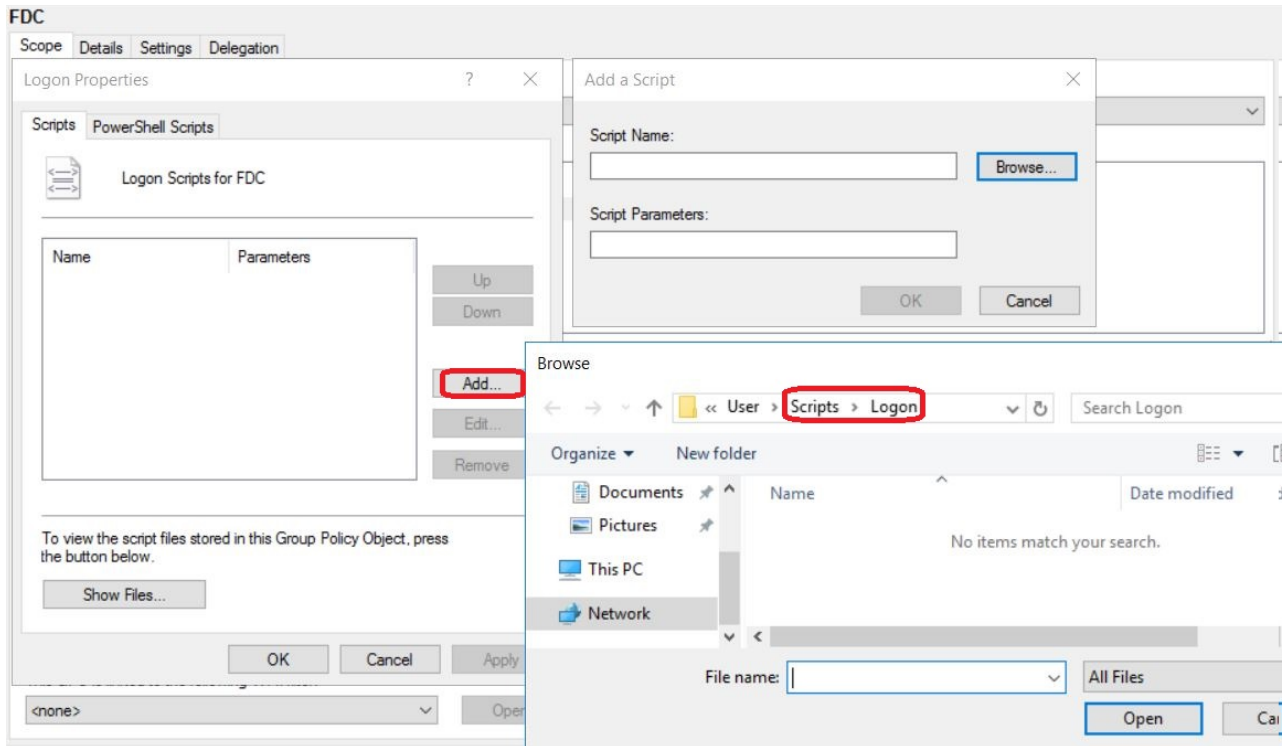 FDC
Scope Details Settings Delegation
Logon Properties ?
Scripts PowerShell Scripts
Logon Scripts for FDC
Name Parameters
Up
Down
Add...
Edit...
Remove
To view the script files stored in this Group Policy Object, press
the button below.
Show Files...
OK Cancel Apply
<none>
Add a Script
Script Name:
Browse...
Script Parameters:
OK Cancel
Browse
« User › Scripts › Logon
Search Logon
Organize New folder
Documents
Pictures
This PC
Network
Name Date modified
No items match your search.
File name:
All Files
Open